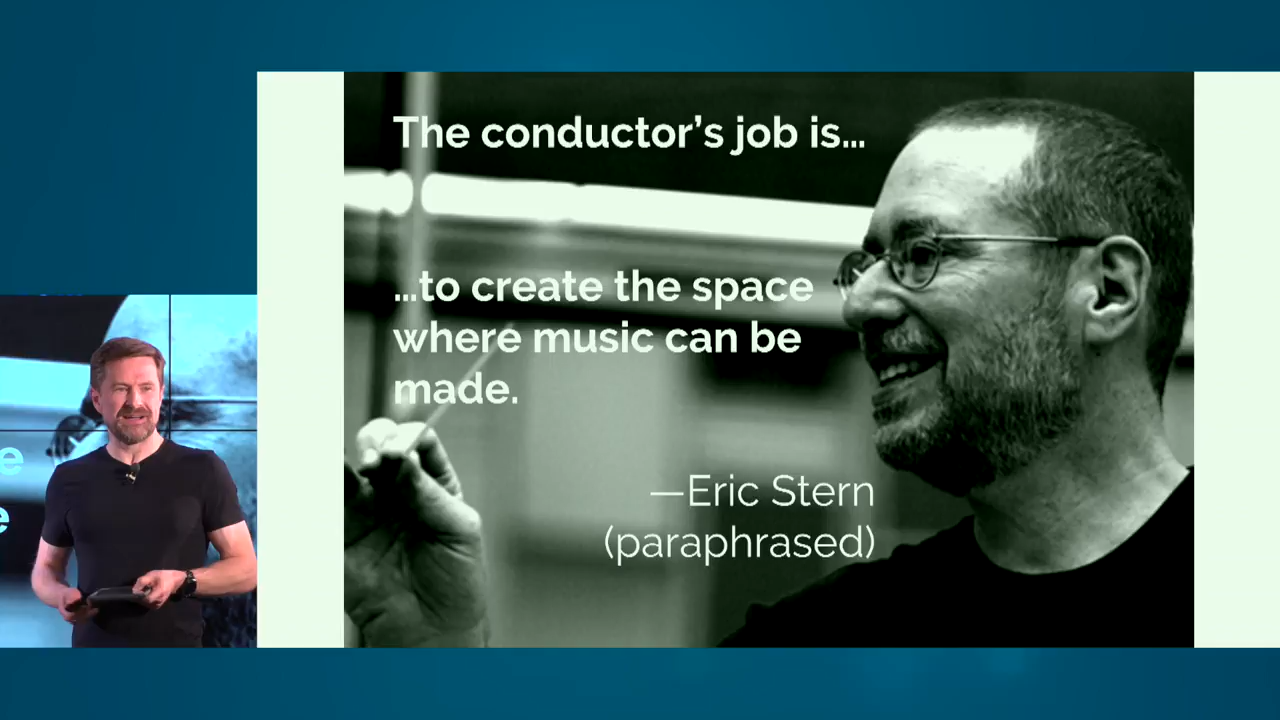 The conductor's job is…
…to create the space
where music can be
made.
—Eric Stern
(paraphrased)
e
e